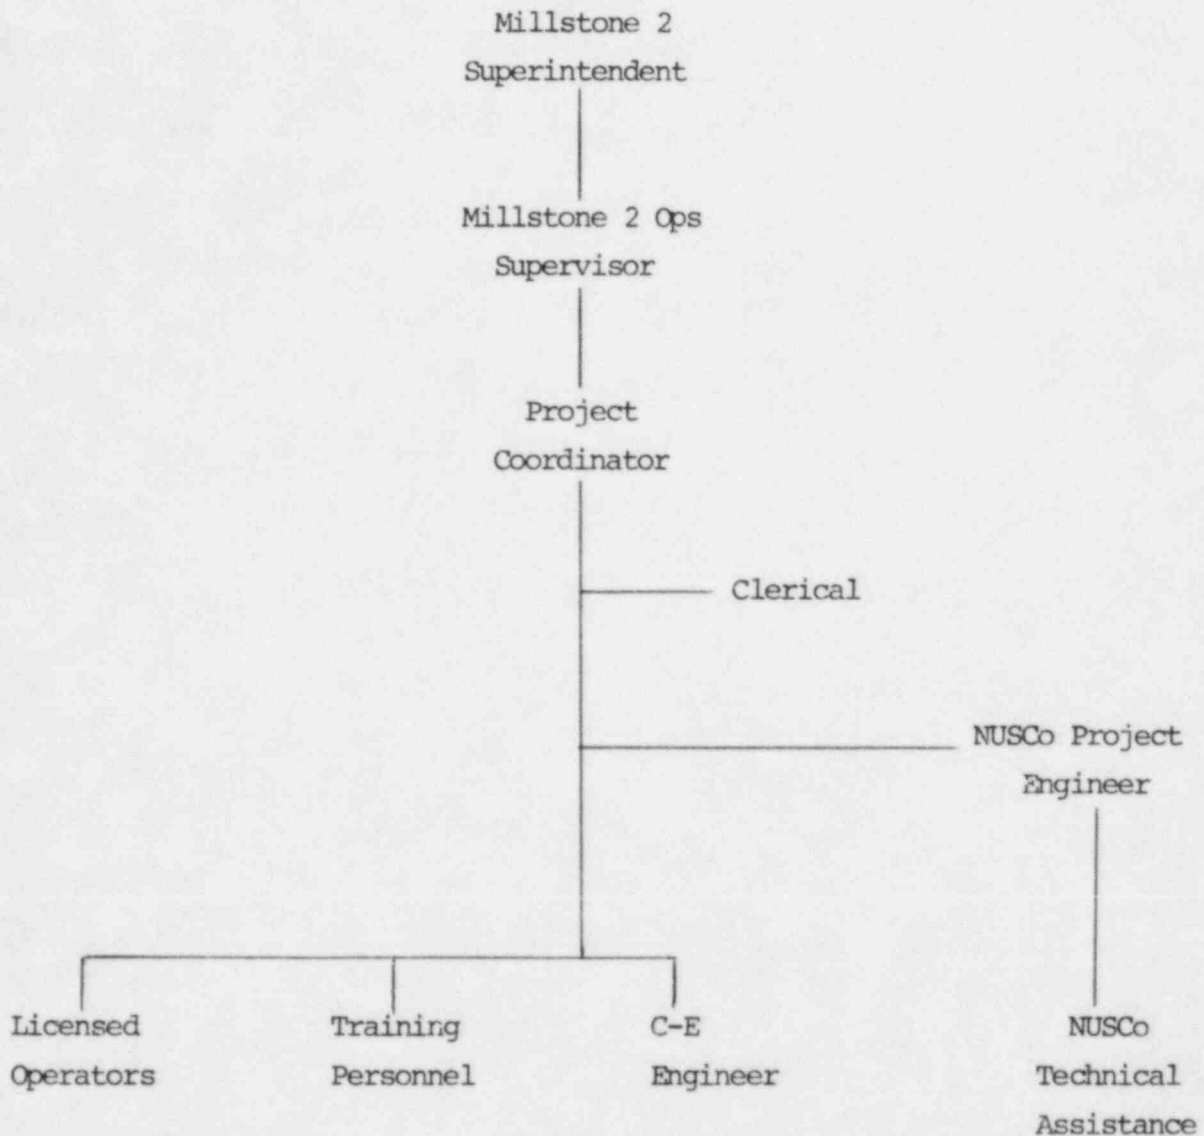 Millstone 2
Superintendent
Millstone 2 Ops
Supervisor
Project
Coordinator
Clerical
NUSCo Project
Engineer
Licensed
Operators
Training
Personnel
C-E
Engineer
NUSCo
Technical
Assistance